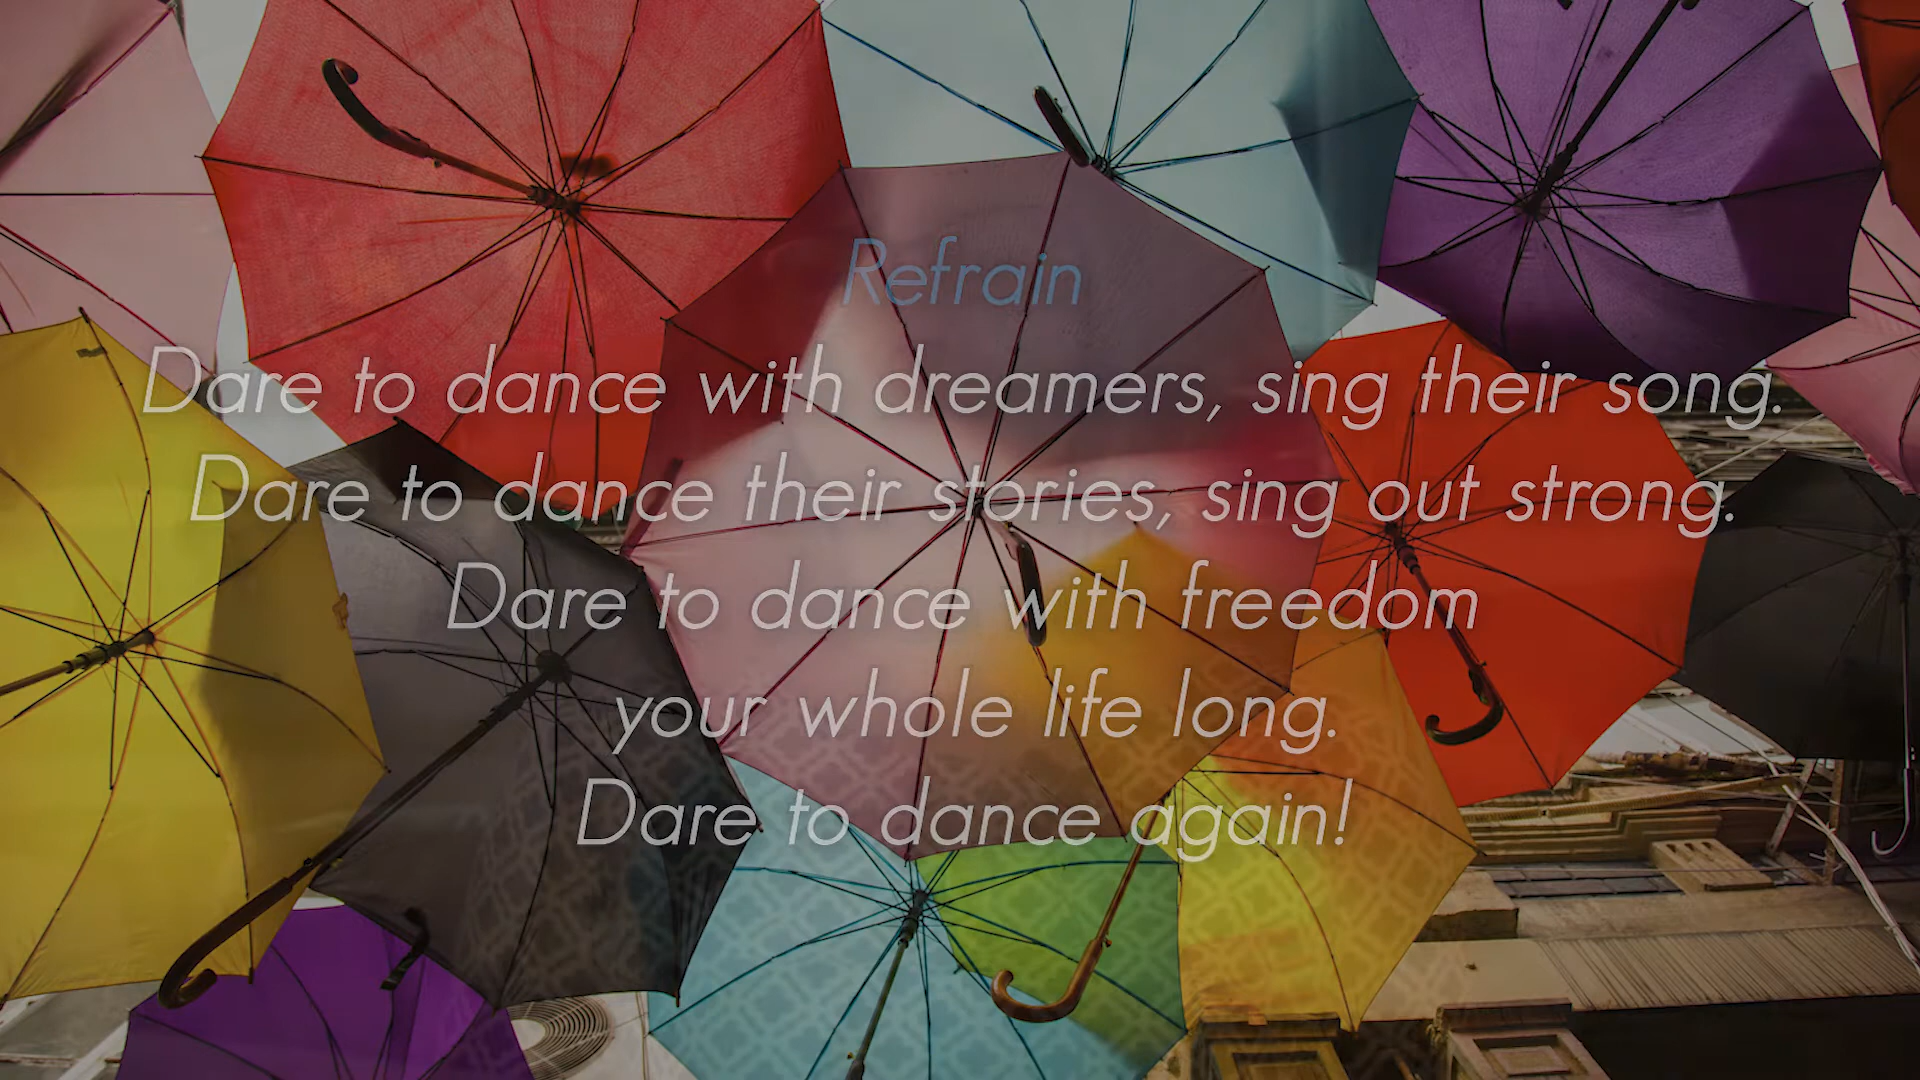 Refrain
Dare to dance with dreamers, sing their song.
Dare to dance their stories, sing out strong.
Dare to dance with freedom
your whole life long.
Dare to dance again!